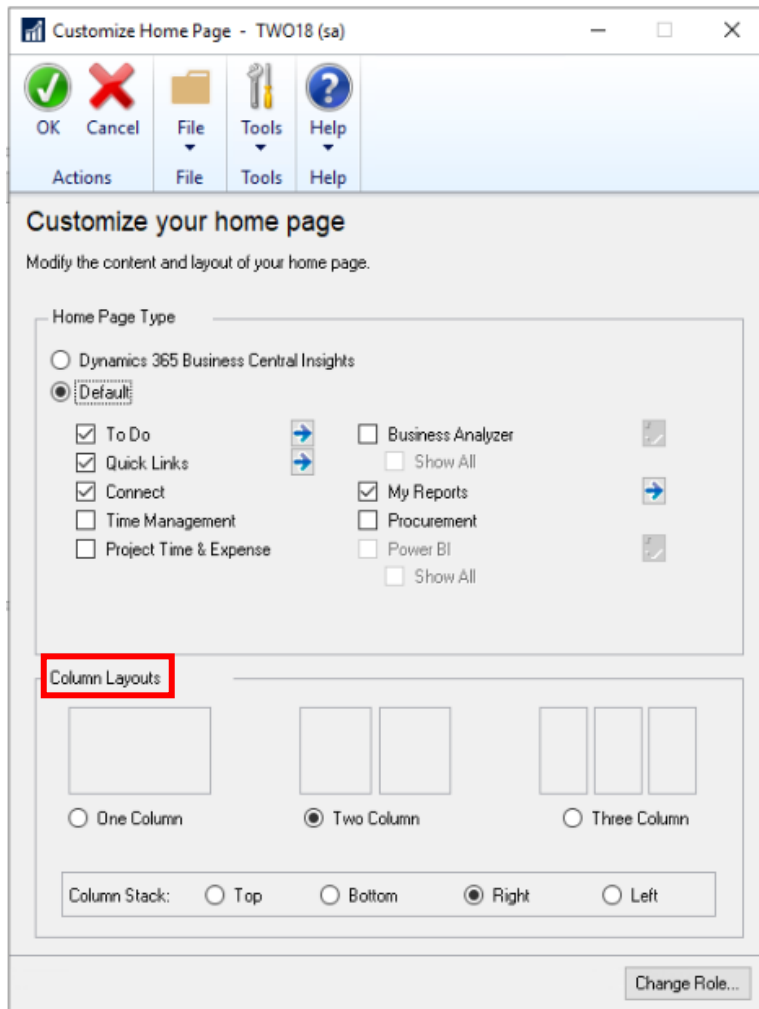 Customize Home Page - TWO18 (sa)
OK Cancel File Tools Help
Actions File Tools Help
Customize your home page
Modify the content and layout of your home page.
Home Page Type
Dynamics 365 Business Central Insights
Default
To Do Business Analyzer
Quick Links Show All
Connect My Reports
Time Management Procurement
Project Time & Expense Power BI
Show All
Column Layouts
One Column Two Column Three Column
Column Stack: Top Bottom Right Left
Change Role...